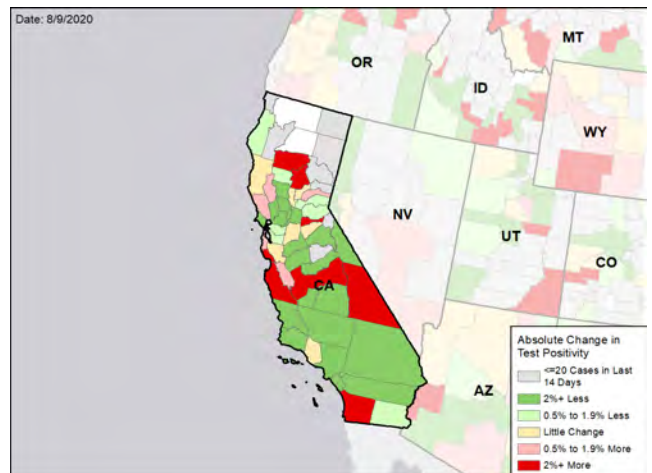 Date: 8/9/2020
MT
OR
ID
WY
NV
UT
CO
CA
AZ
Absolute Change in
Test Positivity
<=20 Cases in Last
14 Days
2%+ Less
0.5% to 1.9% Less
Little Change
0.5% to 1.9% More
2%+ More